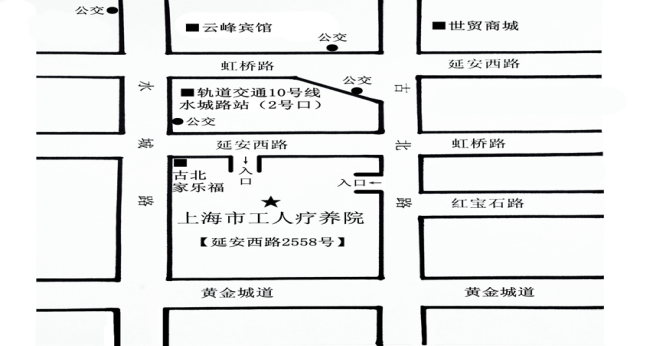 公交
云峰宾馆
公交
世贸商城
虹桥路
延安西路
水城路
轨道交通10号线
水城路站（2号口）
公交
公交
古北路
延安西路
虹桥路
古北
家乐福
入口
入口
红宝石路
上海市工人疗养院
【延安西路2558号】
黄金城道
黄金城道